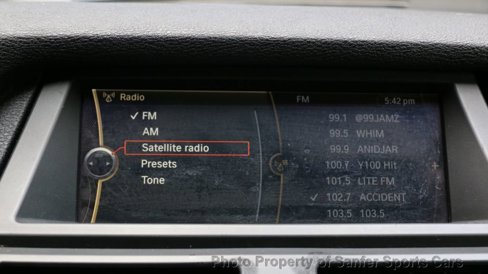 Radio
FM
AM
Satellite radio
Presets
Tone
FM 5:42 pm
99.1 @99JAMZ
99.5 WHIM
99.9 ANIDJAR
100.7 Y100 Hit
101.5 LITE FM
102.7 ACCIDENT
103.5 103.5
Photo Property of Sanfer Sports Cars